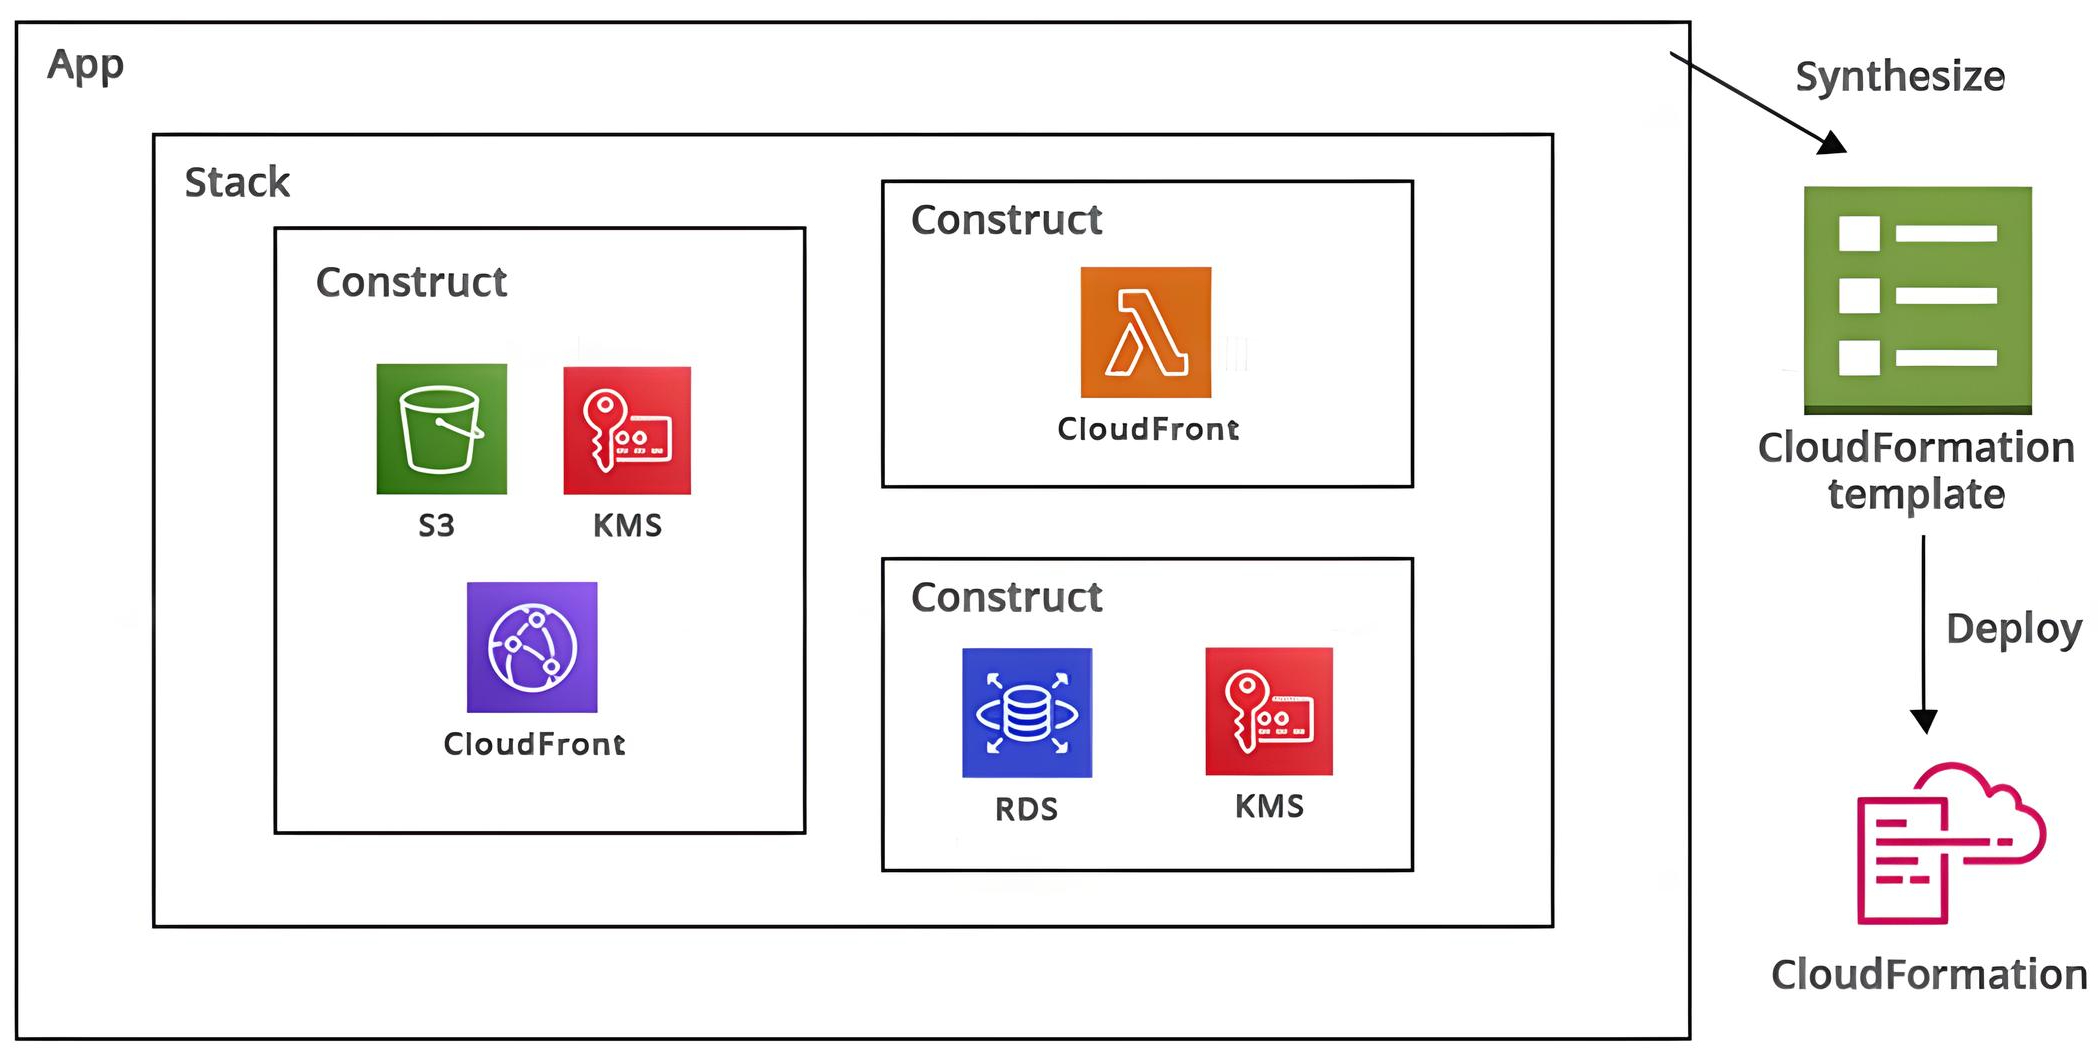 App
Stack
Construct
S3
KMS
CloudFront
Construct
CloudFront
Construct
RDS
KMS
Synthesize
CloudFormation
template
Deploy
CloudFormation